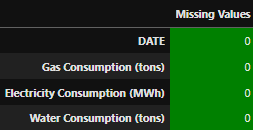 Missing Values
DATE 0
Gas Consumption (tons) 0
Electricity Consumption (MWh) 0
Water Consumption (tons) 0